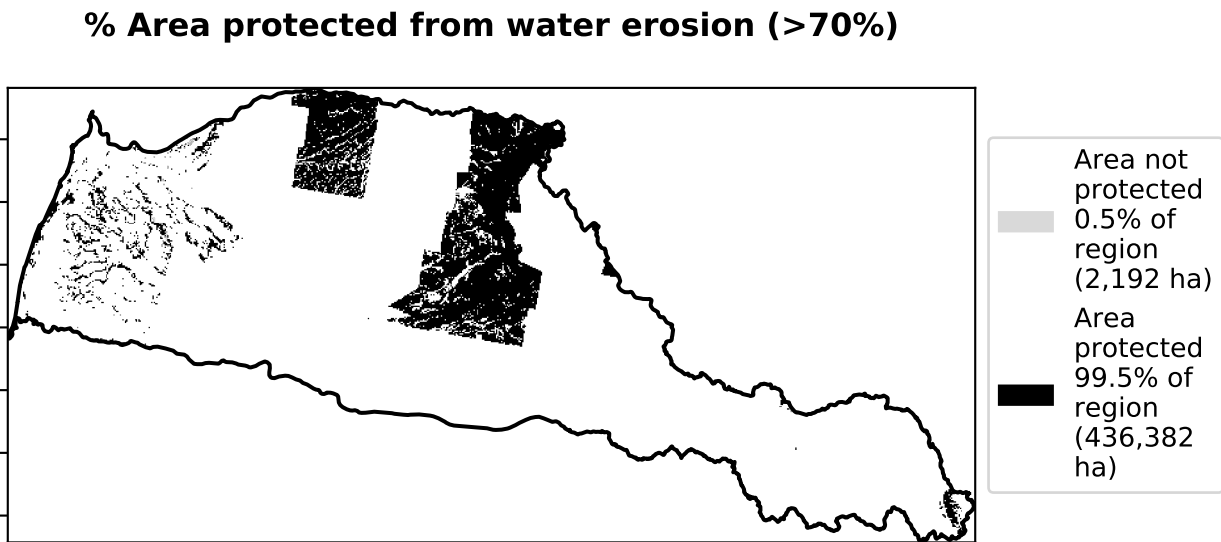 % Area protected from water erosion (>70%)
Area not
protected
0.5% of
region
(2,192 ha)
Area
protected
99.5% of
region
(436,382
ha)